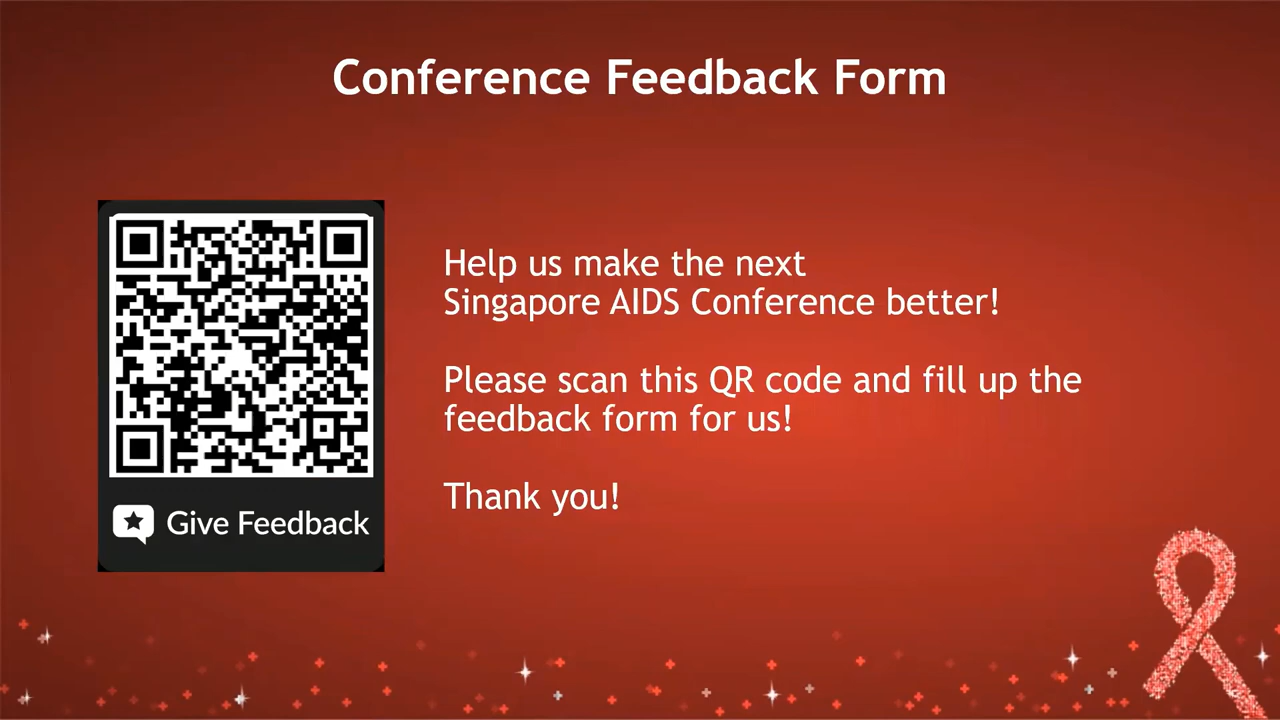 Conference Feedback Form
Help us make the next
Singapore AIDS Conference better!
Please scan this QR code and fill up the
feedback form for us!
Thank you!
Give Feedback